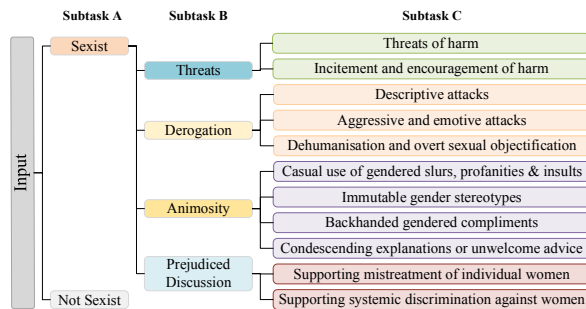 Subtask A
Subtask B
Subtask C
Input
Sexist
Not Sexist
Threats
Derogation
Animosity
Prejudiced
Discussion
Threats of harm
Incitement and encouragement of harm
Descriptive attacks
Aggressive and emotive attacks
Dehumanisation and overt sexual objectification
Casual use of gendered slurs, profanities & insults
Immutable gender stereotypes
Backhanded gendered compliments
Condescending explanations or unwelcome advice
Supporting mistreatment of individual women
Supporting systemic discrimination against women